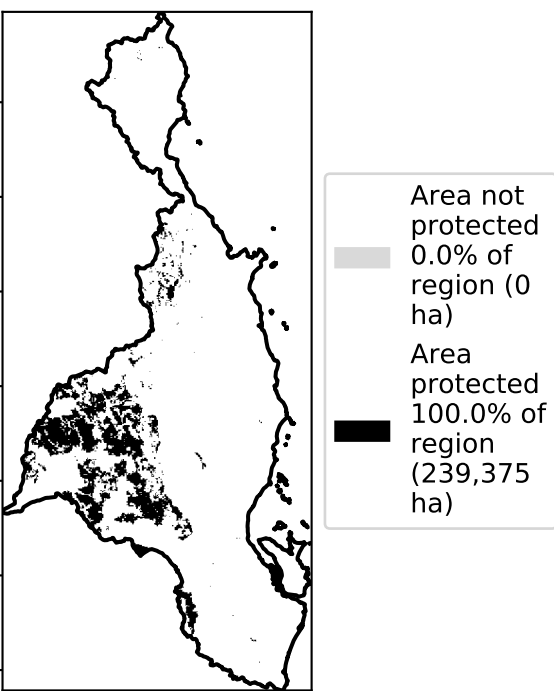 Area not
protected
0.0% of
region (0
ha)
Area
protected
100.0% of
region
(239,375
ha)